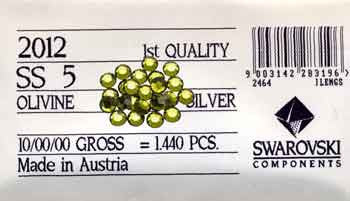 2012 1st QUALITY
SS 5
OLIVINE SILVER
10/00/00 GROSS = 1.440 PCS.
Made in Austria
9 003142 283196 >
2464 1LEMGS
SWAROVSKI
COMPONENTS